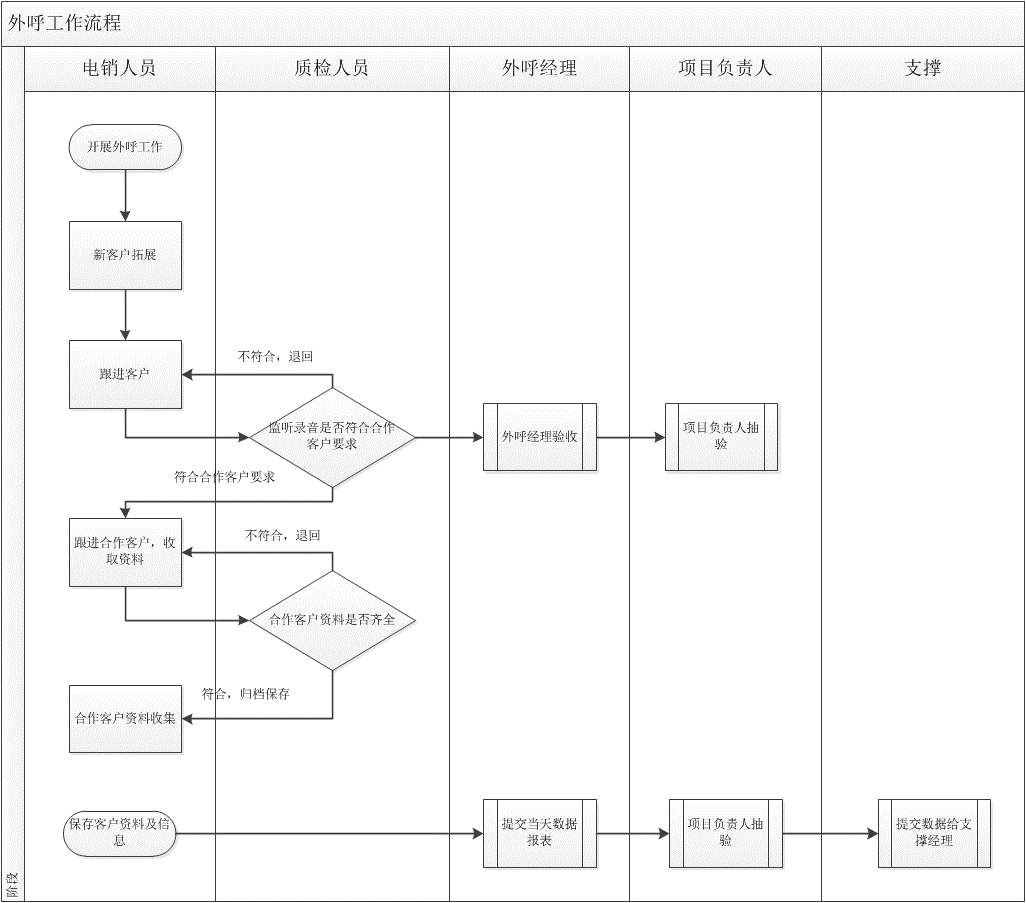 外呼工作流程
电销人员
质检人员
外呼经理
项目负责人
支撑
开展外呼工作
新客户拓展
不符合，退回
跟进客户
监听录音是否符合合作
客户要求
外呼经理验收
项目负责人抽
验
符合合作客户要求
不符合，退回
跟进合作客户，收
取资料
合作客户资料是否齐全
符合，归档保存
合作客户资料收集
保存客户资料及信
息
提交当天数据
报表
项目负责人抽
验
提交数据给支
撑经理
阶段